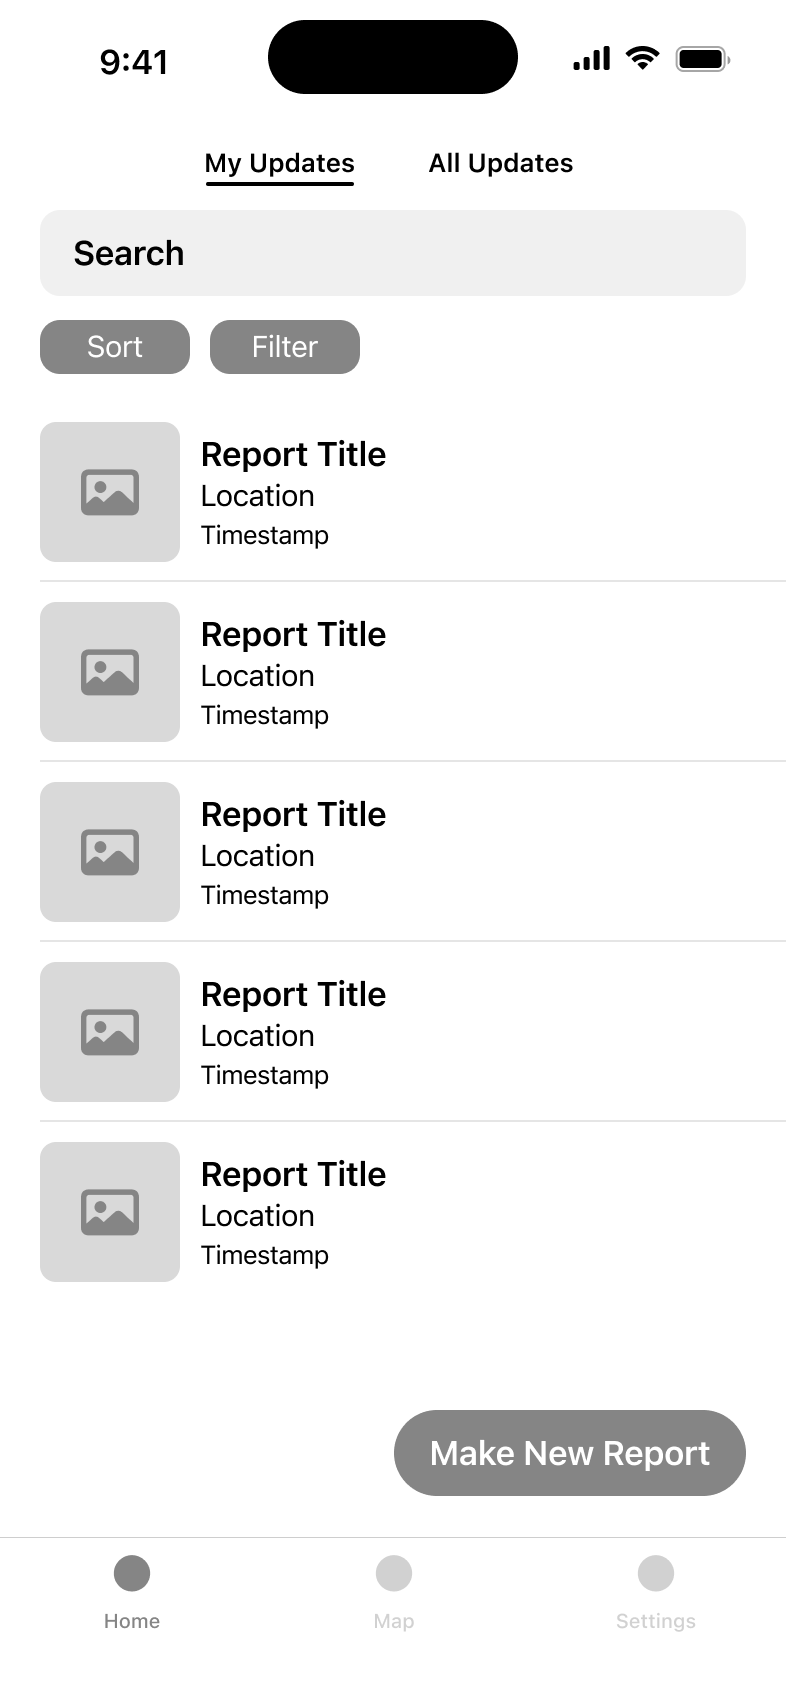 9:41
My Updates All Updates
Search
Sort Filter
Report Title
Location
Timestamp
Report Title
Location
Timestamp
Report Title
Location
Timestamp
Report Title
Location
Timestamp
Report Title
Location
Timestamp
Make New Report
Home Map Settings